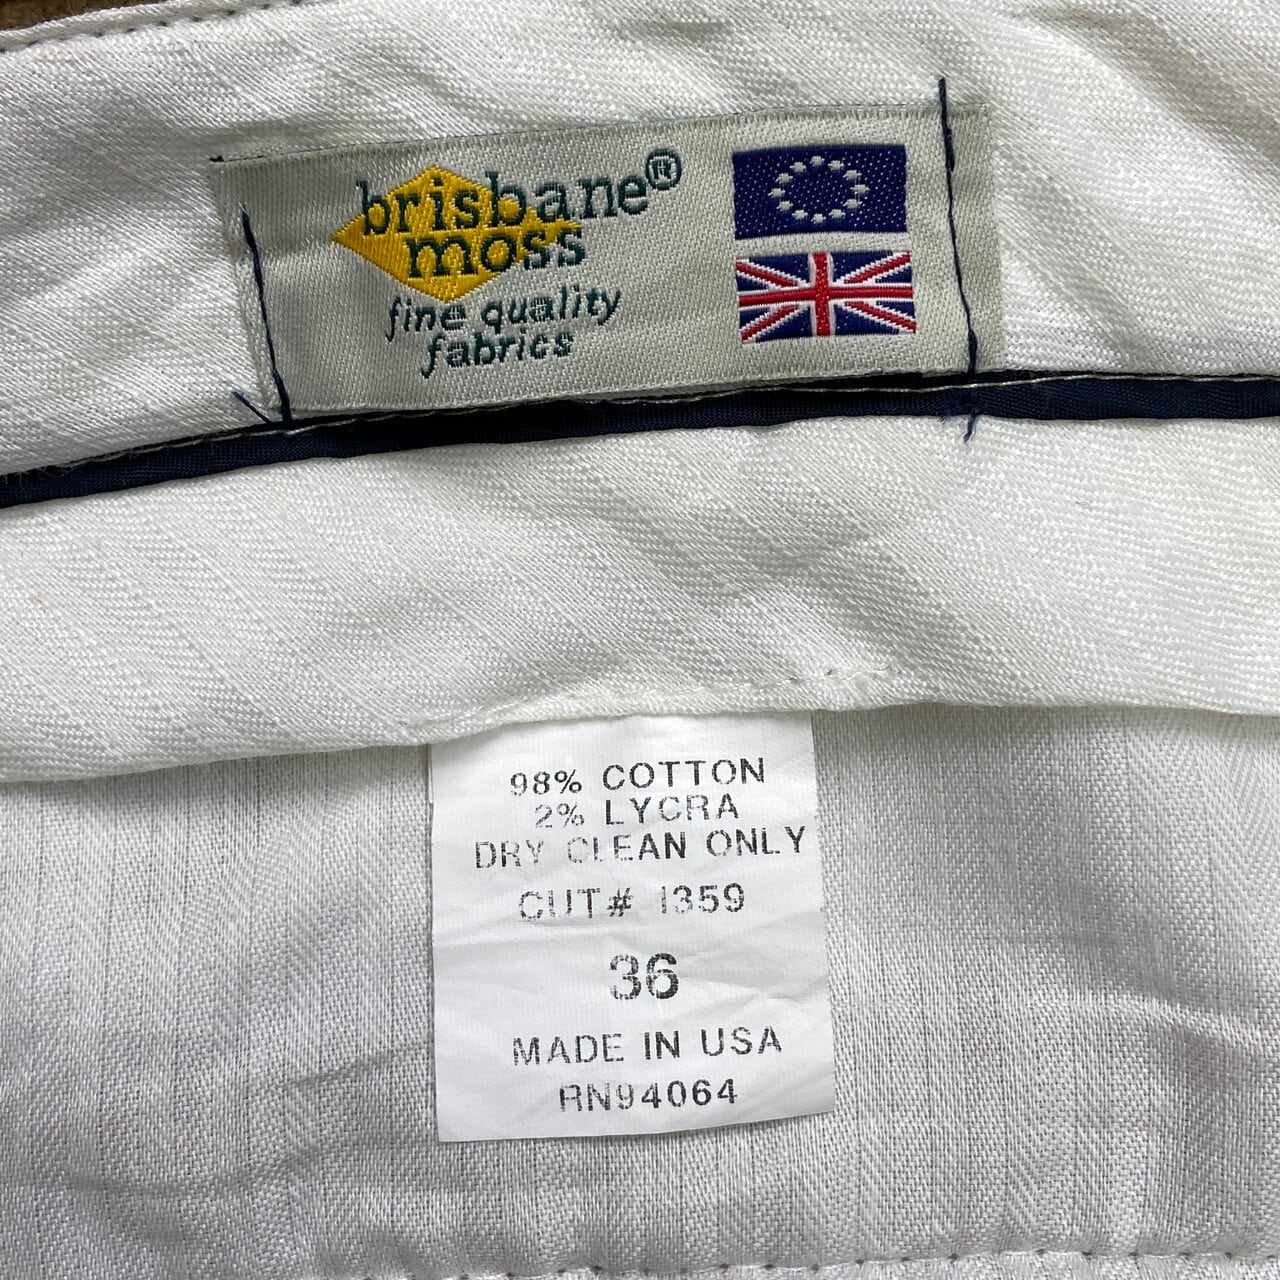 brisbane®
moss
fine quality
fabrics
98% COTTON
2% LYCRA
DRY CLEAN ONLY
CUT# 1359
36
MADE IN USA
RN94064